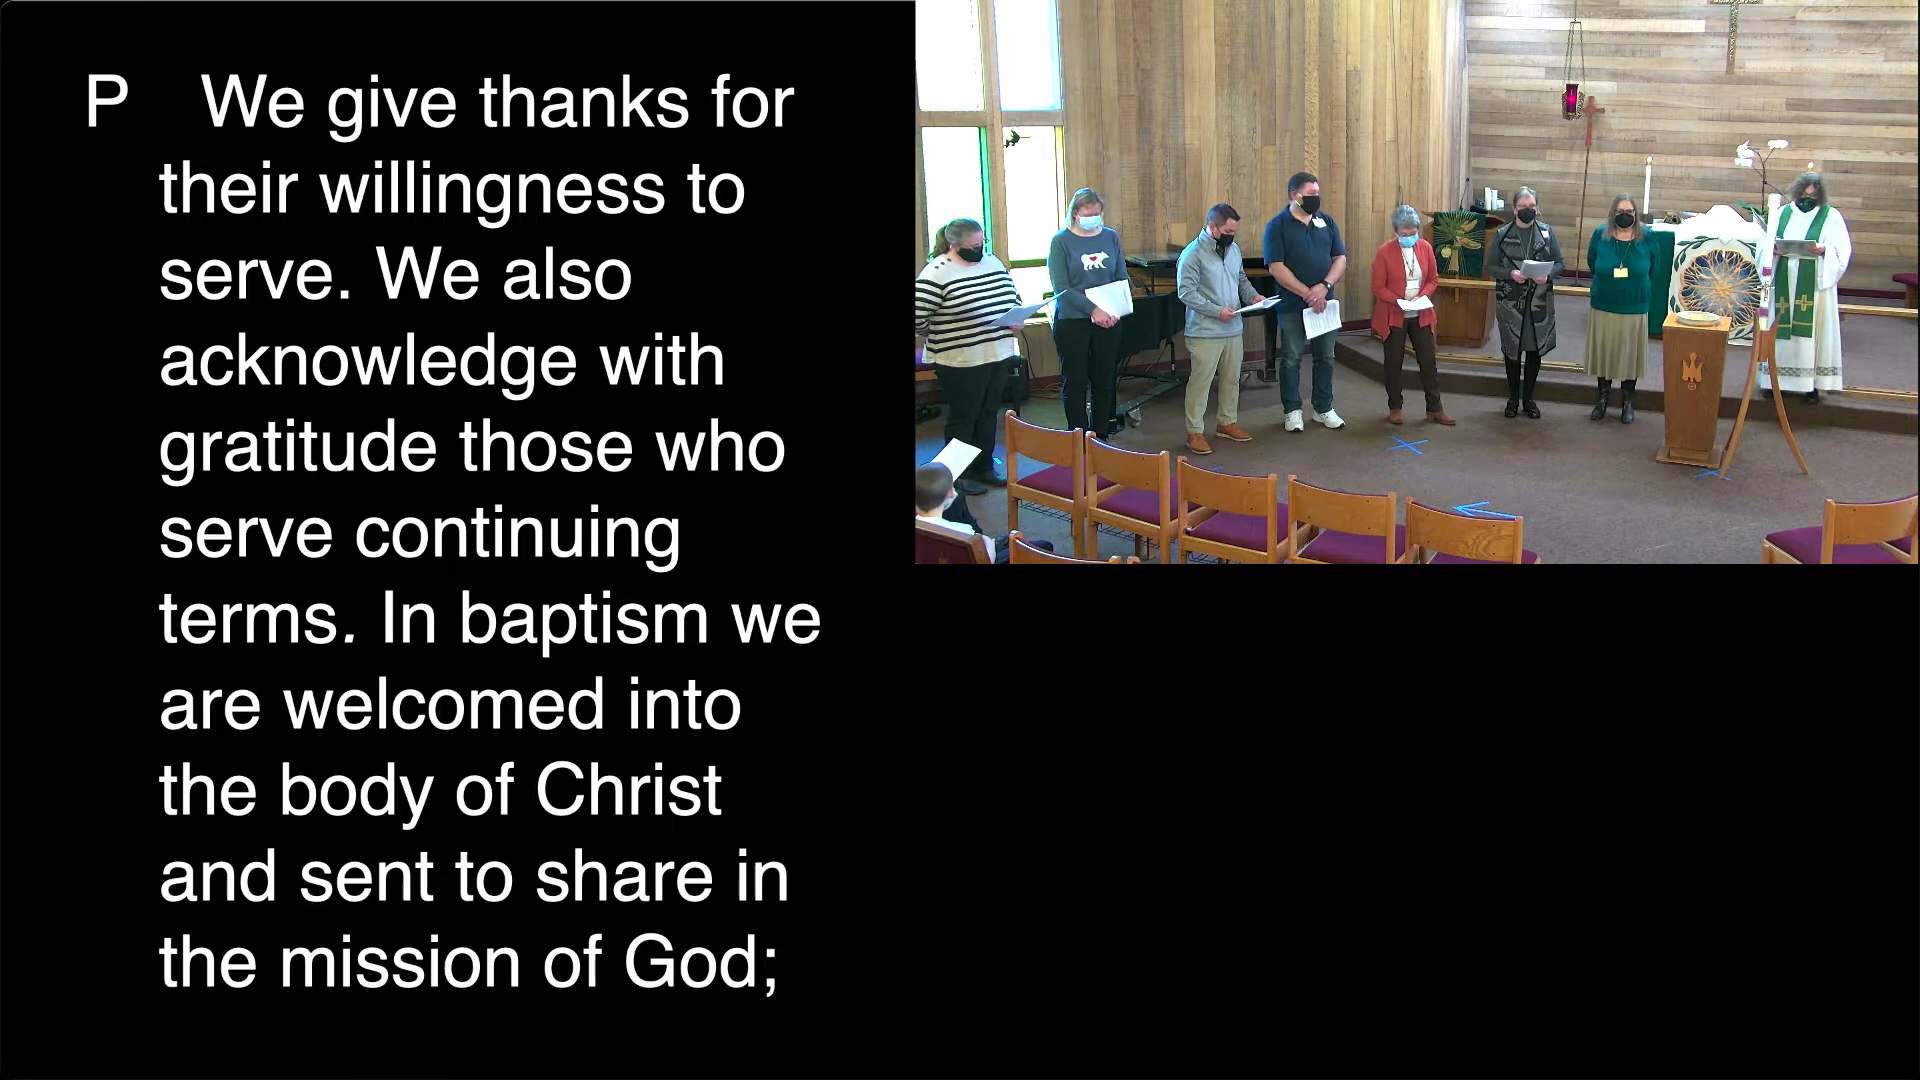 P We give thanks for
their willingness to
serve. We also
acknowledge with
gratitude those who
serve continuing
terms. In baptism we
are welcomed into
the body of Christ
and sent to share in
the mission of God;